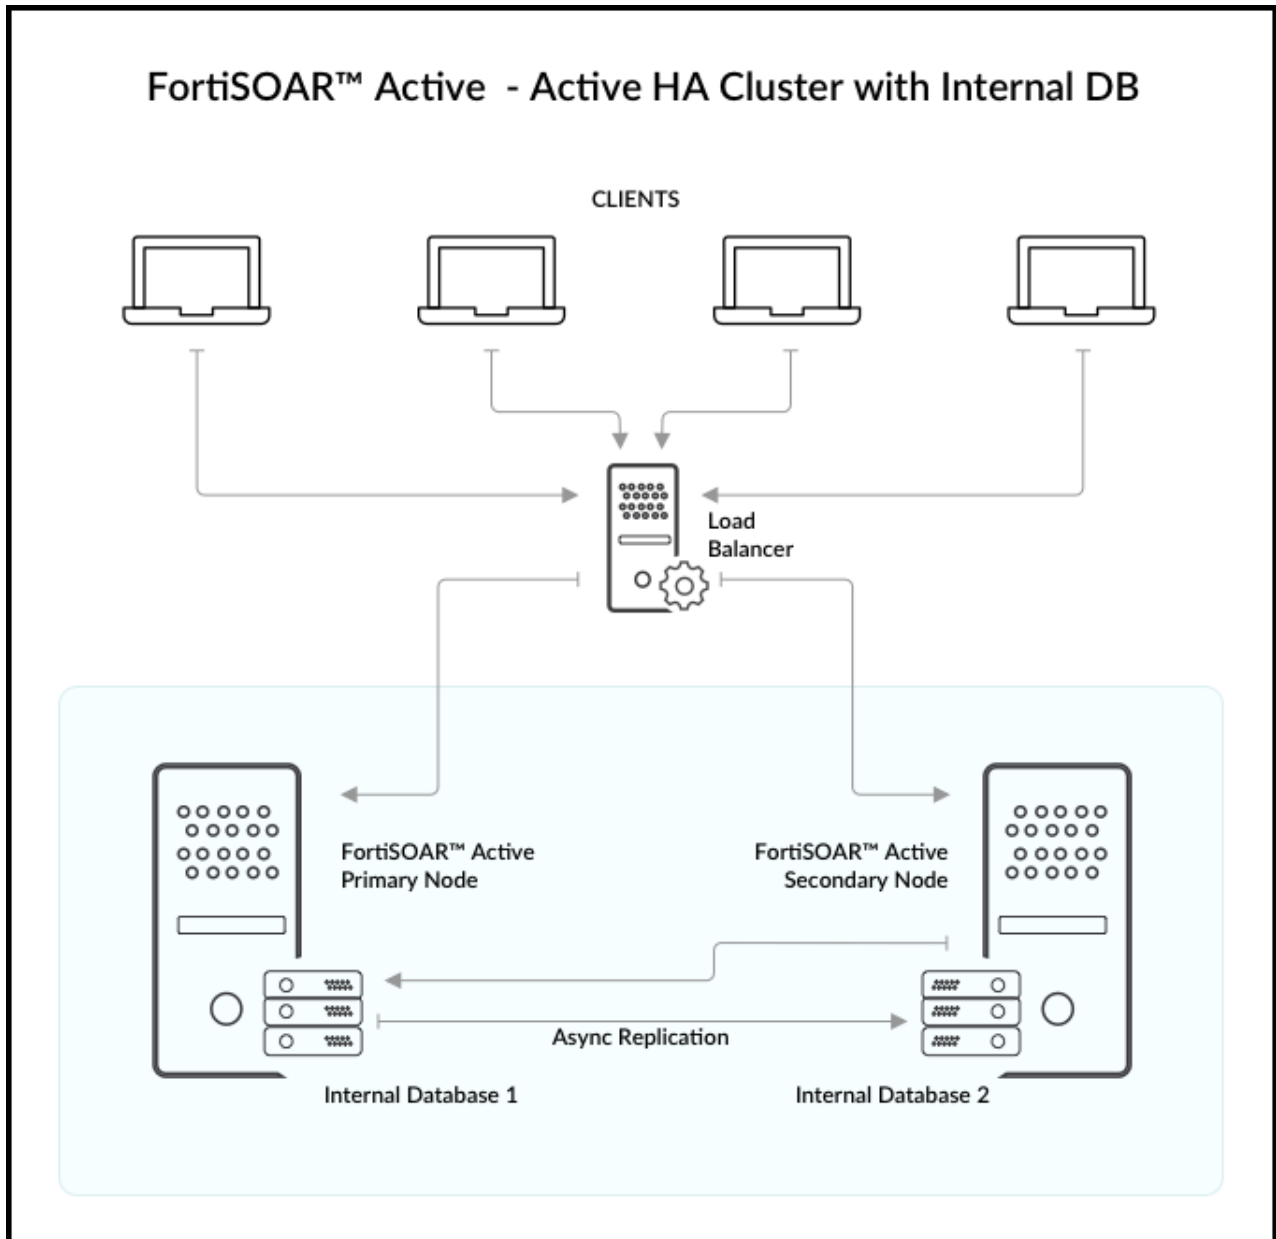 FortiSOAR™ Active - Active HA Cluster with Internal DB
CLIENTS
Load
Balancer
FortiSOAR™ Active
Primary Node
FortiSOAR™ Active
Secondary Node
Async Replication
Internal Database 1
Internal Database 2